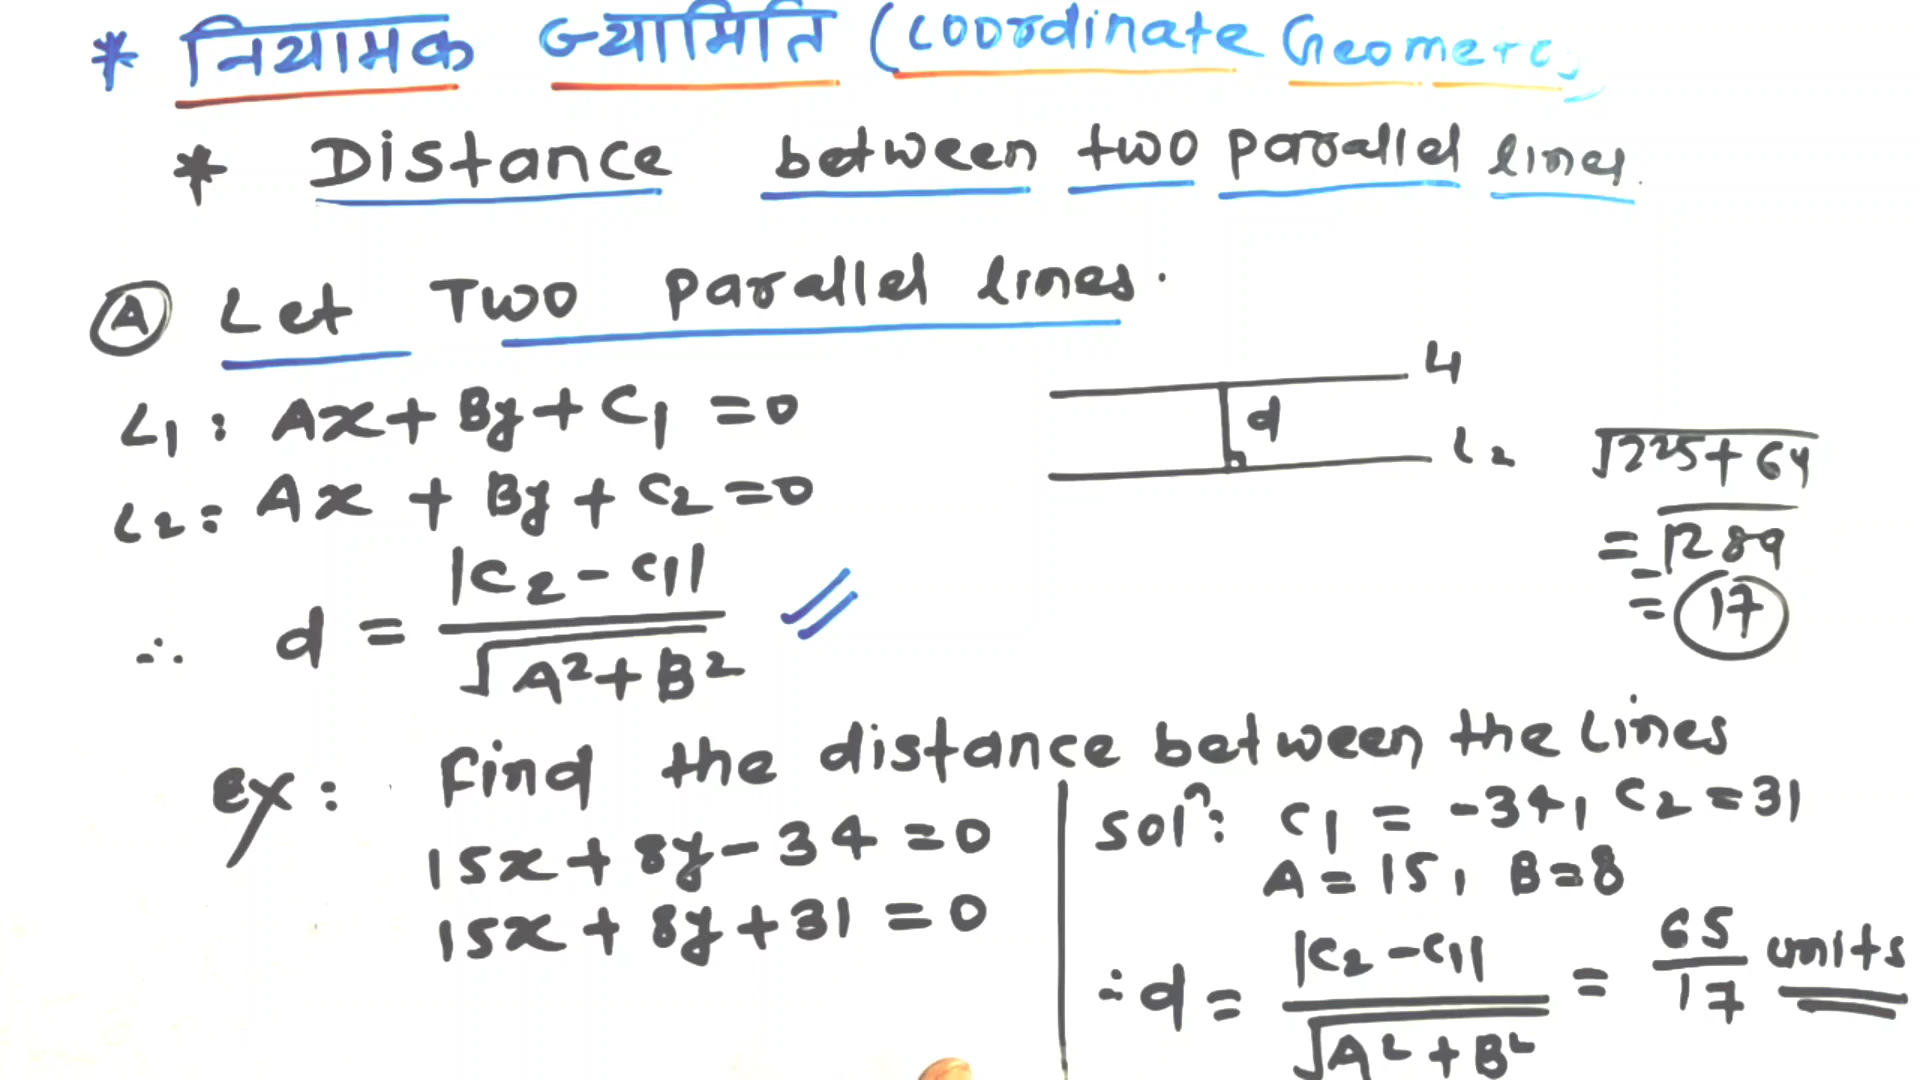 * नियामक ज्यामिति (Coordinate Geometry
* Distance between two parallel lines.
(A) Let Two parallel lines.
L1: Ax + By + C1 = 0
L2: Ax + By + C2 = 0
∴ d = |C2 - C1| / √A²+B²
L1
d
L2
√225+64
= √289
= 17
ex: Find the distance between the Lines
15x + 8y - 34 = 0
15x + 8y + 31 = 0
Solⁿ: C1 = -34, C2 = 31
A = 15, B = 8
∴ d = |C2 - C1| / √A²+B² = 65/17 units